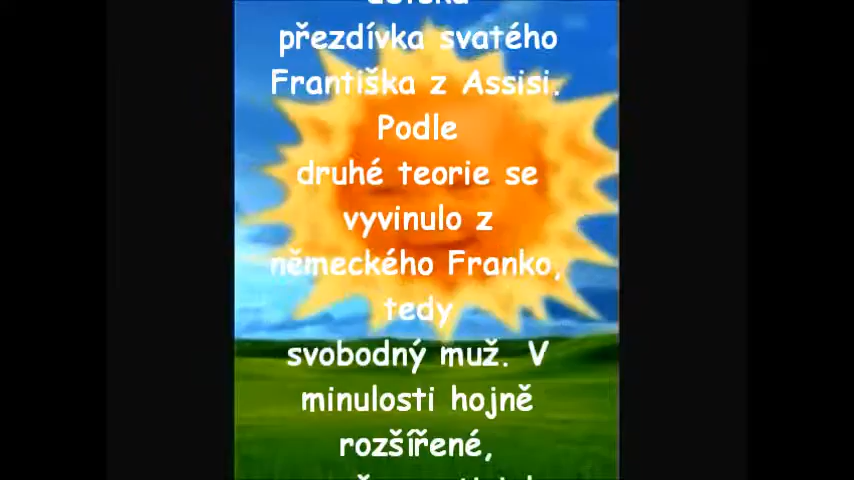 přezdívka svatého
Františka z Assisi.
Podle
druhé teorie se
vyvinulo z
německého Franko,
tedy
svobodný muž. V
minulosti hojně
rozšířené,